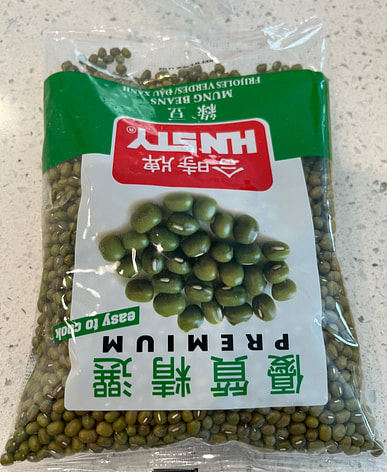 優質精選
PREMIUM
easy to cook
合時牌
HNSTY®
綠豆
MUNG BEANS
FRIJOLES VERDES/ĐẬU XANH